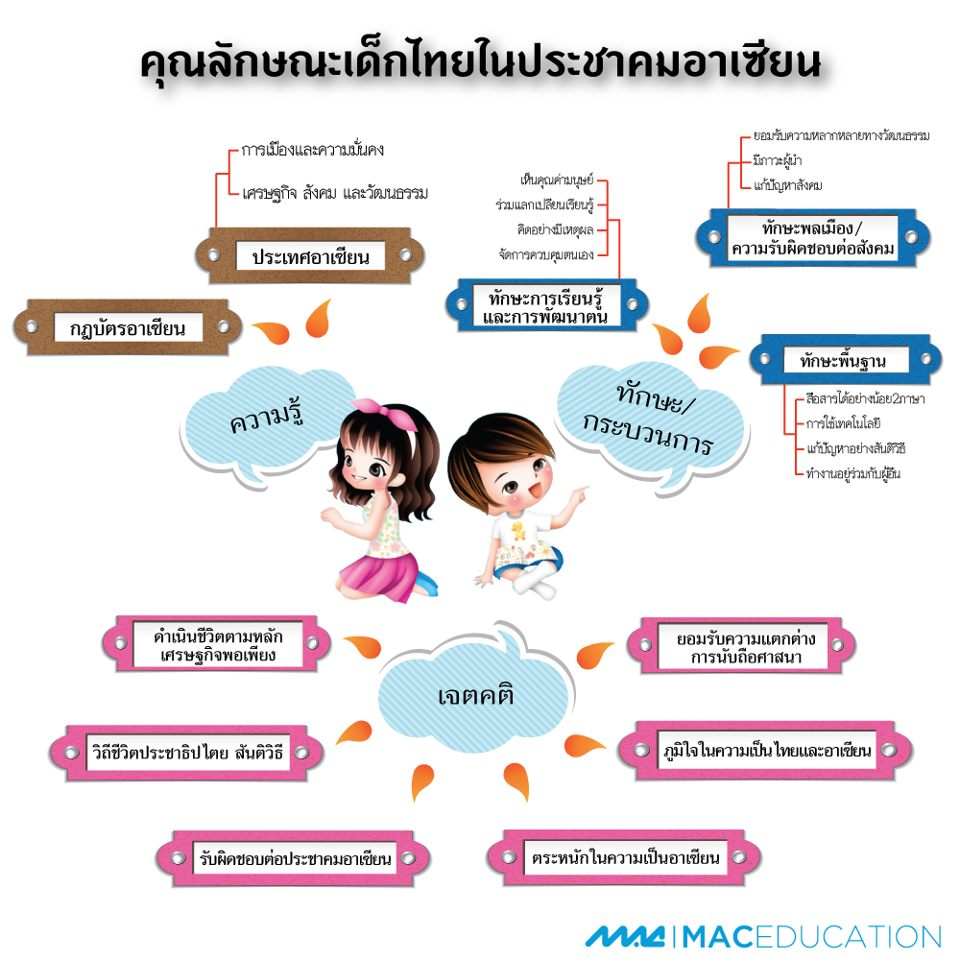 คุณลักษณะเด็กไทยในประชาคมอาเซียน
การเมืองและความมั่นคง
เศรษฐกิจ สังคม และวัฒนธรรม
ประเทศอาเซียน
กฎบัตรอาเซียน
ความรู้
เห็นคุณค่ามนุษย์
ร่วมแลกเปลียนเรียนรู้
คิดอย่างมีเหตุผล
จัดการควบคุมตนเอง
ทักษะการเรียนรู้
และการพัฒนาตน
ยอมรับความหลากหลายทางวัฒนธรรม
มีภาวะผู้นำ
แก้ปัญหาสังคม
ทักษะพลเมือง/
ความรับผิดชอบต่อสังคม
ทักษะพื้นฐาน
สือสารได้อย่างน้อย2ภาษา
การใช้เทคโนโลยี
แก้ปัญหาอย่างสันติวิธี
ทำงานอยู่ร่วมกับผู้อืน
ทักษะ/
กระบวนการ
ดำเนินชีวิตตามหลัก
เศรษฐกิจพอเพียง
วิถีชีวิตประชาธิปไตย สันติวิธี
รับผิดชอบต่อประชาคมอาเซียน
เจตคติ
ยอมรับความแตกต่าง
การนับถือศาสนา
ภูมิใจในความเป็นไทยและอาเซียน
ตระหนักในความเป็นอาเซียน
MAC | MACEDUCATION